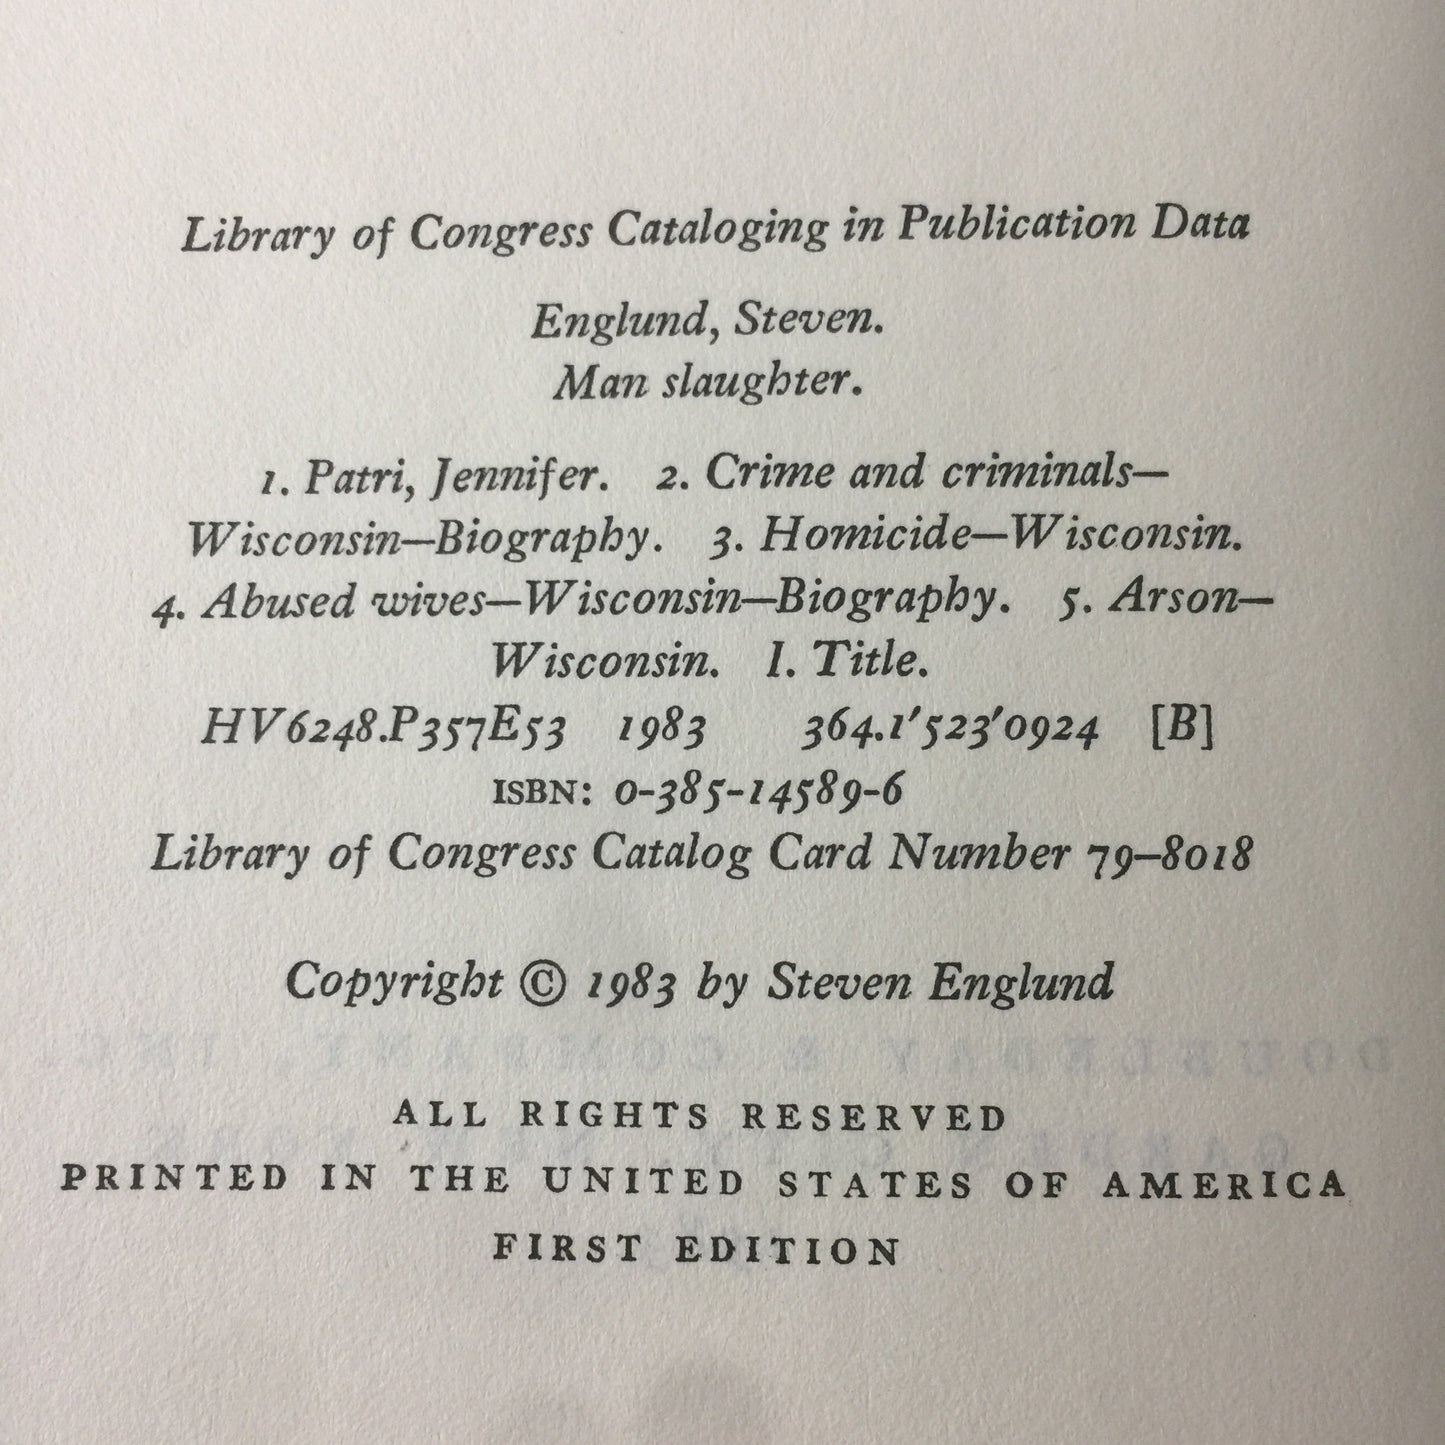 Library of Congress Cataloging in Publication Data
Englund, Steven.
Man slaughter.
1. Patri, Jennifer. 2. Crime and criminals—
Wisconsin—Biography. 3. Homicide—Wisconsin.
4. Abused wives—Wisconsin—Biography. 5. Arson—
Wisconsin. I. Title.
HV6248.P357E53 1983 364.1′523′0924 [B]
ISBN: 0-385-14589-6
Library of Congress Catalog Card Number 79–8018
Copyright © 1983 by Steven Englund
DOUBLEDAY & COMPANY, INC.
ALL RIGHTS RESERVED
PRINTED IN THE UNITED STATES OF AMERICA
FIRST EDITION